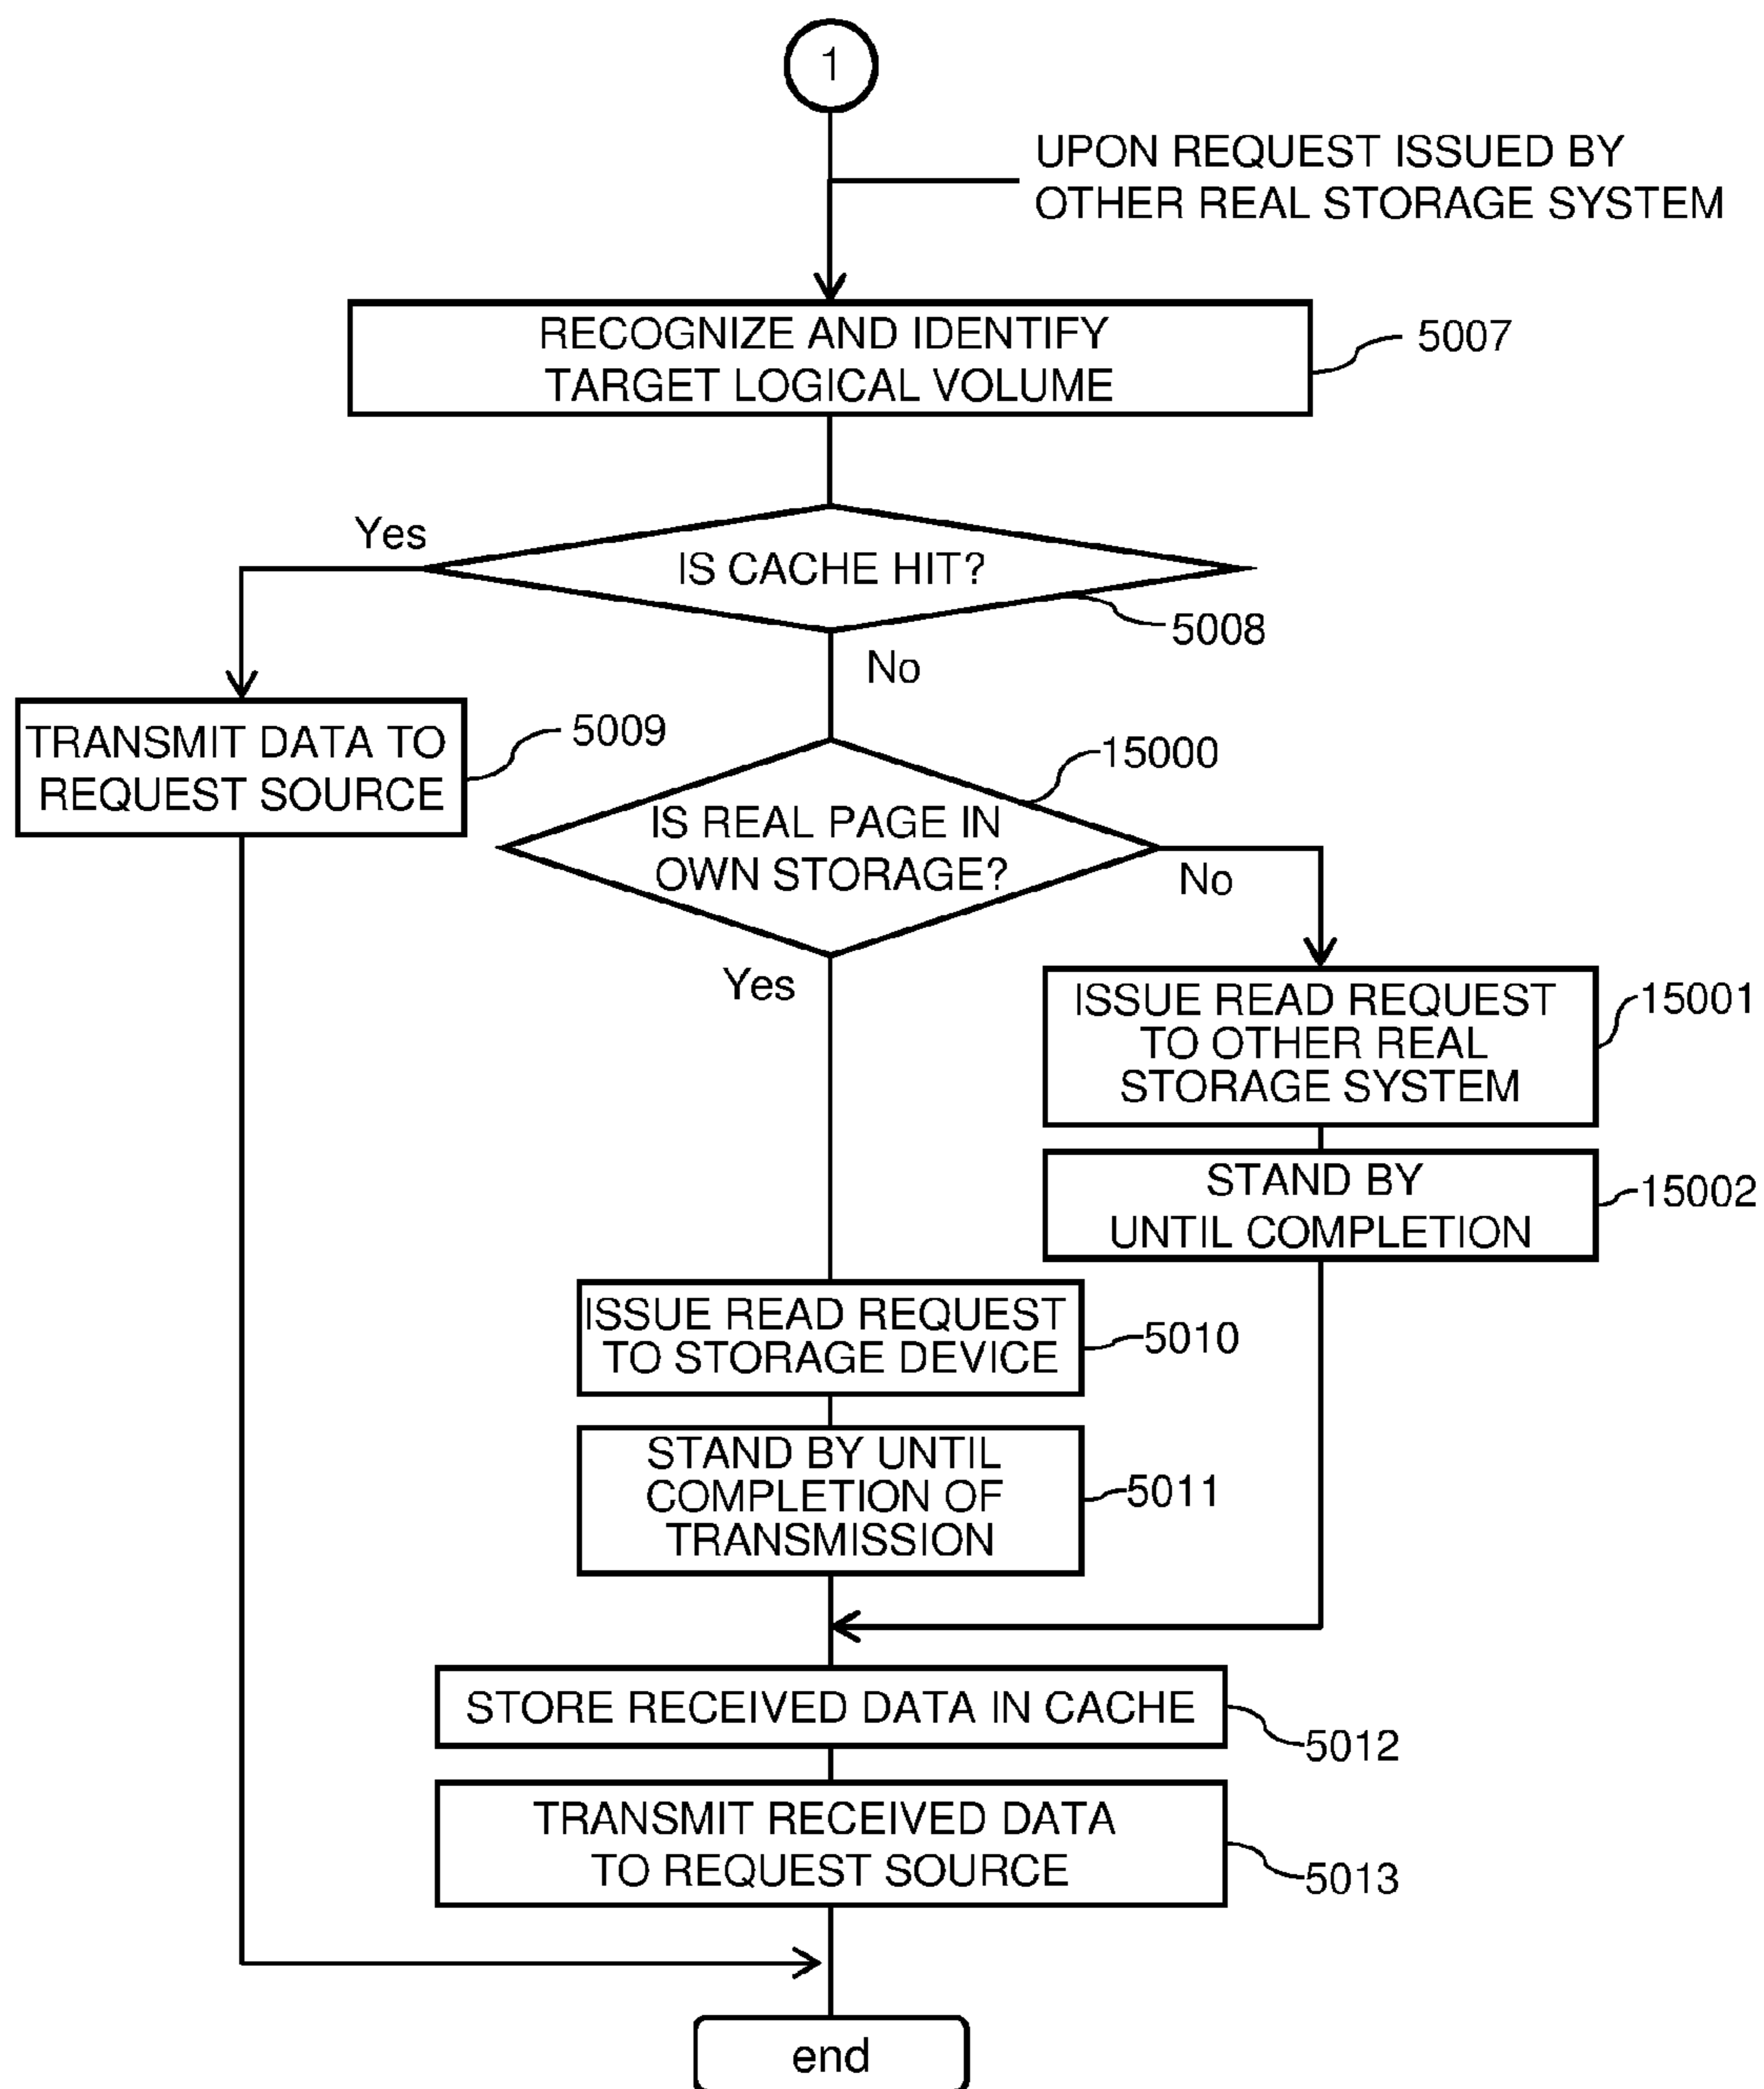 1
UPON REQUEST ISSUED BY
OTHER REAL STORAGE SYSTEM
RECOGNIZE AND IDENTIFY
TARGET LOGICAL VOLUME
5007
Yes
IS CACHE HIT?
5008
No
TRANSMIT DATA TO
REQUEST SOURCE
5009
15000
IS REAL PAGE IN
OWN STORAGE?
No
Yes
ISSUE READ REQUEST
TO OTHER REAL
STORAGE SYSTEM
15001
STAND BY
UNTIL COMPLETION
15002
ISSUE READ REQUEST
TO STORAGE DEVICE
5010
STAND BY UNTIL
COMPLETION OF
TRANSMISSION
5011
STORE RECEIVED DATA IN CACHE
5012
TRANSMIT RECEIVED DATA
TO REQUEST SOURCE
5013
end